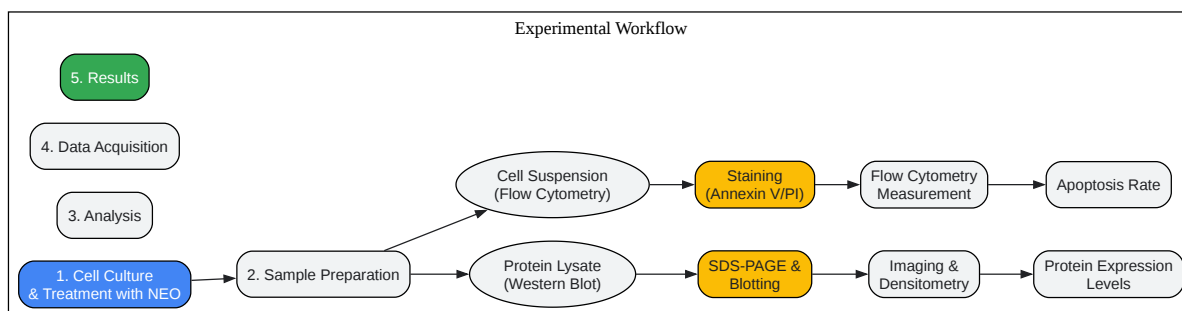 Experimental Workflow
5. Results
4. Data Acquisition
3. Analysis
1. Cell Culture
& Treatment with NEO
2. Sample Preparation
Cell Suspension
(Flow Cytometry)
Staining
(Annexin V/PI)
Flow Cytometry
Measurement
Apoptosis Rate
Protein Lysate
(Western Blot)
SDS-PAGE &
Blotting
Imaging &
Densitometry
Protein Expression
Levels